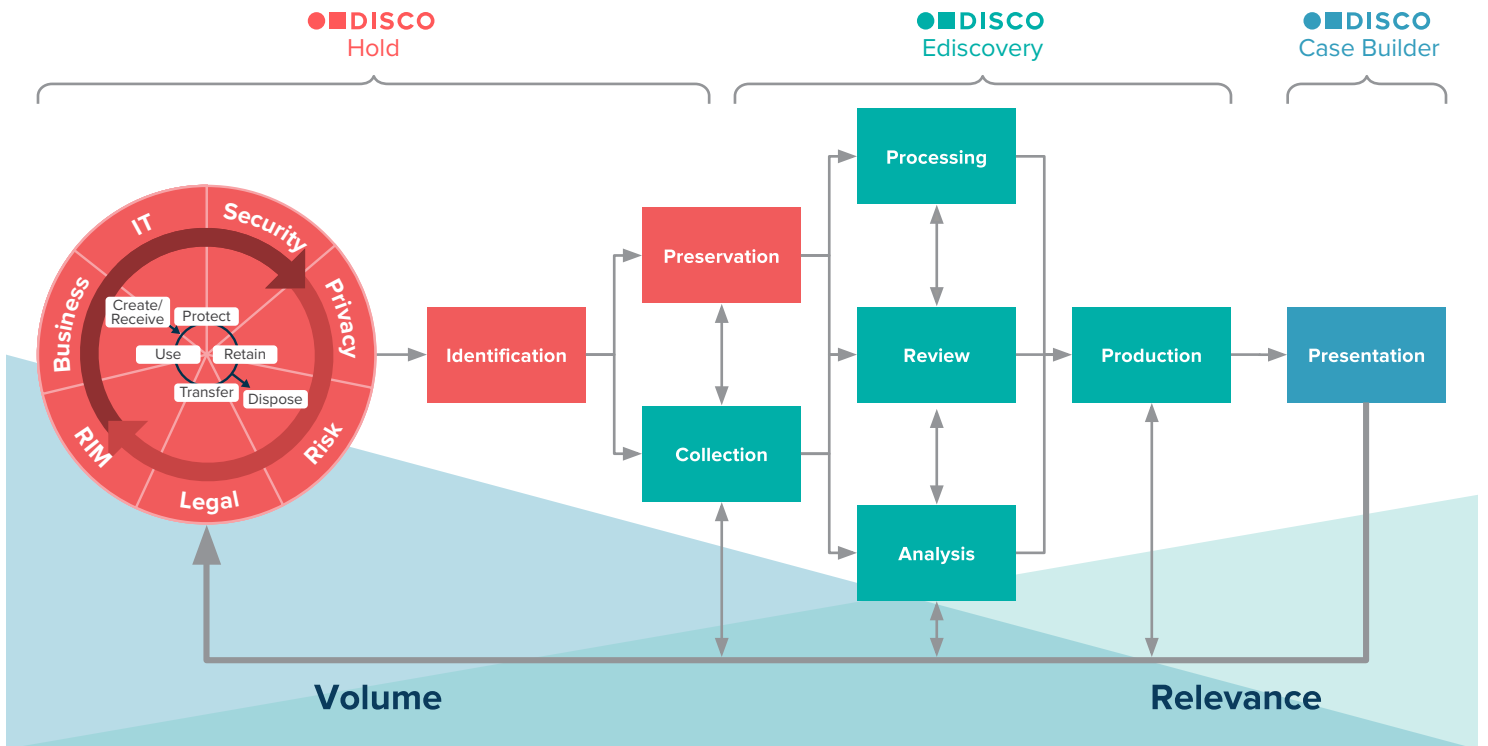 DISCO
Hold
DISCO
Ediscovery
DISCO
Case Builder
IT
Security
Business
Privacy
RIM
Risk
Legal
Create/
Receive
Protect
Use
Retain
Transfer
Dispose
Identification
Preservation
Collection
Processing
Review
Analysis
Production
Presentation
Volume
Relevance